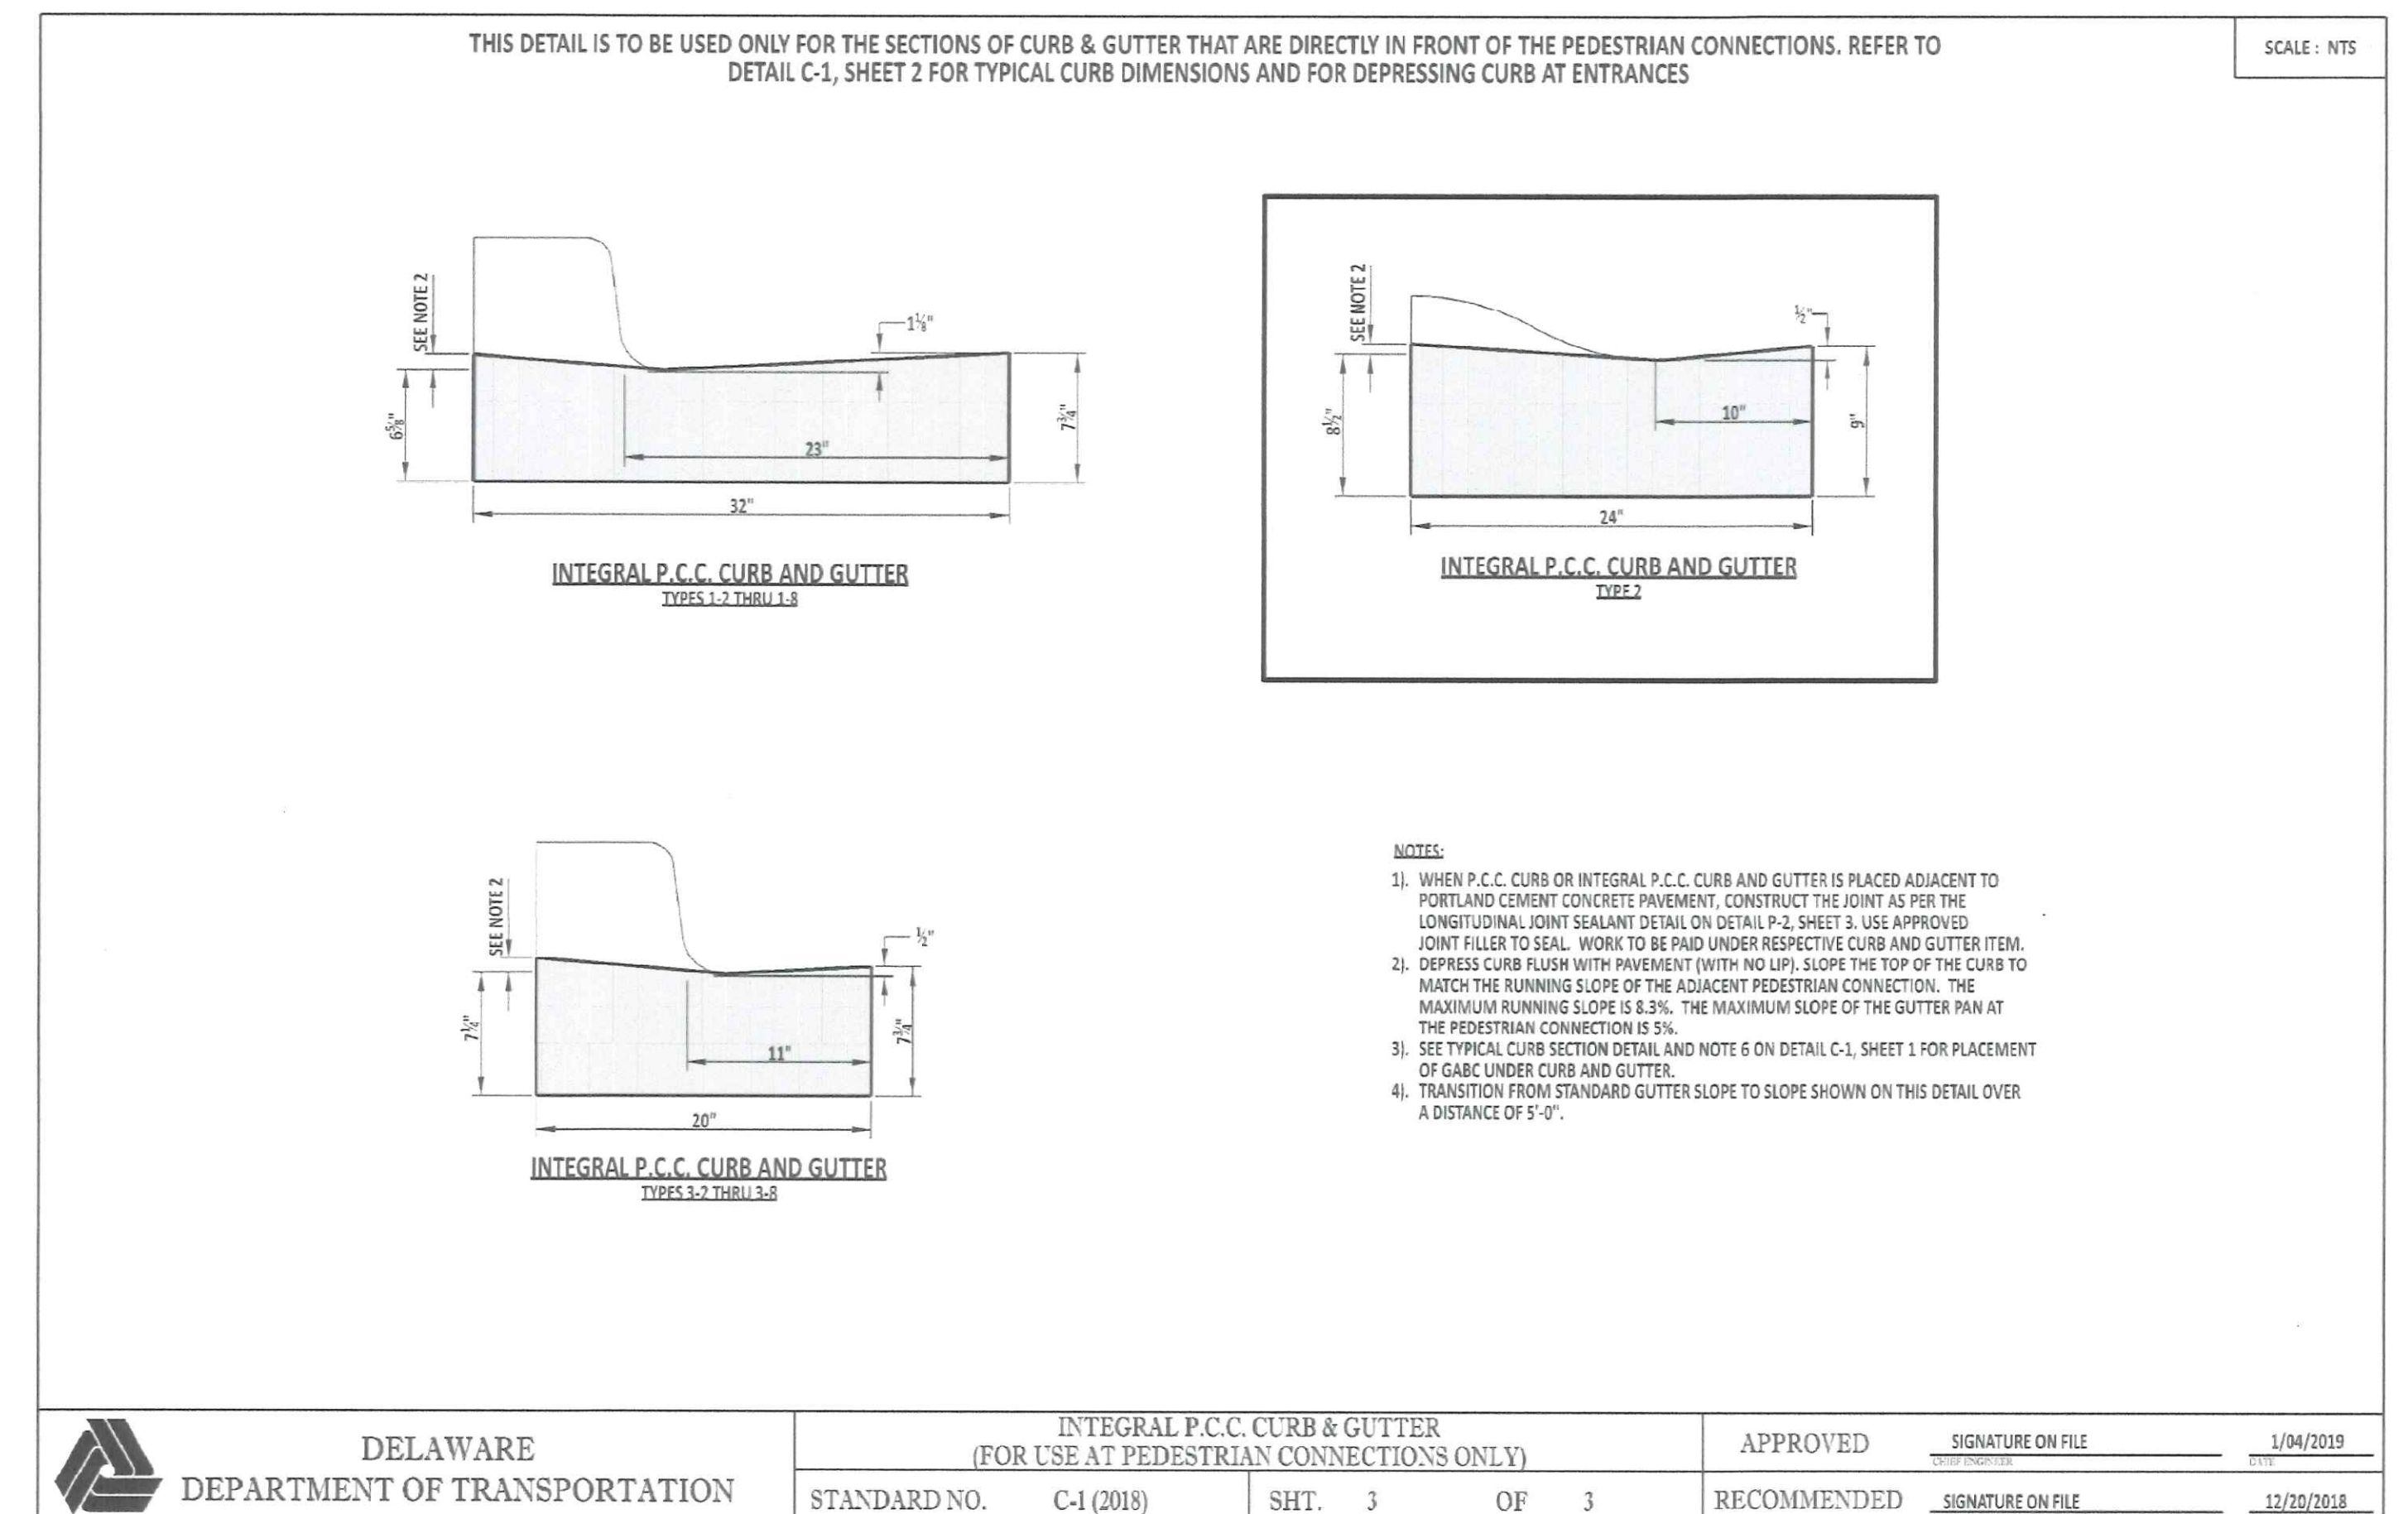 THIS DETAIL IS TO BE USED ONLY FOR THE SECTIONS OF CURB & GUTTER THAT ARE DIRECTLY IN FRONT OF THE PEDESTRIAN CONNECTIONS. REFER TO
DETAIL C-1, SHEET 2 FOR TYPICAL CURB DIMENSIONS AND FOR DEPRESSING CURB AT ENTRANCES
SCALE : NTS
SEE NOTE 2
1⅛"
6⅝"
7¾"
23"
32"
INTEGRAL P.C.C. CURB AND GUTTER
TYPES 1-2 THRU 1-8
SEE NOTE 2
½"
8½"
10"
9"
24"
INTEGRAL P.C.C. CURB AND GUTTER
TYPE 2
SEE NOTE 2
½"
7¼"
7¾"
11"
20"
INTEGRAL P.C.C. CURB AND GUTTER
TYPES 3-2 THRU 3-8
NOTES:
1). WHEN P.C.C. CURB OR INTEGRAL P.C.C. CURB AND GUTTER IS PLACED ADJACENT TO
PORTLAND CEMENT CONCRETE PAVEMENT, CONSTRUCT THE JOINT AS PER THE
LONGITUDINAL JOINT SEALANT DETAIL ON DETAIL P-2, SHEET 3. USE APPROVED
JOINT FILLER TO SEAL. WORK TO BE PAID UNDER RESPECTIVE CURB AND GUTTER ITEM.
2). DEPRESS CURB FLUSH WITH PAVEMENT (WITH NO LIP). SLOPE THE TOP OF THE CURB TO
MATCH THE RUNNING SLOPE OF THE ADJACENT PEDESTRIAN CONNECTION. THE
MAXIMUM RUNNING SLOPE IS 8.3%. THE MAXIMUM SLOPE OF THE GUTTER PAN AT
THE PEDESTRIAN CONNECTION IS 5%.
3). SEE TYPICAL CURB SECTION DETAIL AND NOTE 6 ON DETAIL C-1, SHEET 1 FOR PLACEMENT
OF GABC UNDER CURB AND GUTTER.
4). TRANSITION FROM STANDARD GUTTER SLOPE TO SLOPE SHOWN ON THIS DETAIL OVER
A DISTANCE OF 5'-0".
DELAWARE
DEPARTMENT OF TRANSPORTATION
INTEGRAL P.C.C. CURB & GUTTER
(FOR USE AT PEDESTRIAN CONNECTIONS ONLY)
STANDARD NO. C-1 (2018) SHT. 3 OF 3
APPROVED SIGNATURE ON FILE 1/04/2019
CHIEF ENGINEER DATE
RECOMMENDED SIGNATURE ON FILE 12/20/2018